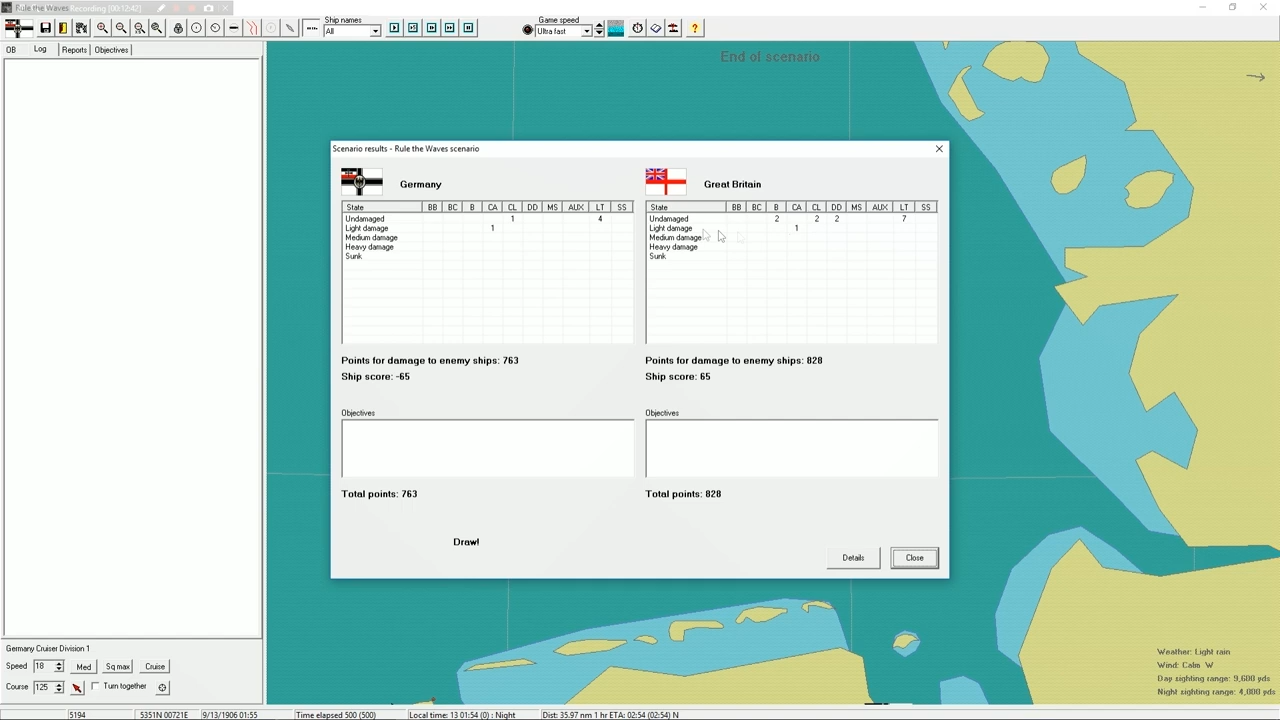 Rule the Waves Recording [00:12:47]
Ship names
All
Game speed
Ultra fast
OB Log Reports Objectives
End of scenario
Scenario results - Rule the Waves scenario
Germany
State BB BC B CA CL DD MS AUX LT SS
Undamaged 1 4
Light damage 1
Medium damage
Heavy damage
Sunk
Points for damage to enemy ships: 763
Ship score: -65
Objectives
Total points: 763
Great Britain
State BB BC B CA CL DD MS AUX LT SS
Undamaged 2 2 2 7
Light damage 1
Medium damage
Heavy damage
Sunk
Points for damage to enemy ships: 828
Ship score: 65
Objectives
Total points: 828
Draw!
Details Close
Germany Cruiser Division 1
Speed 18 Med Sq max Cruise
Course 125 Turn together
Weather: Light rain
Wind: Calm W
Day sighting range: 9,600 yds
Night sighting range: 4,000 yds
5194 5351N 00721E 9/13/1906 01:55 Time elapsed 500 (500) Local time: 13 01:54 (0) : Night Dist: 35.97 nm 1 hr ETA: 02:54 (02:54) N